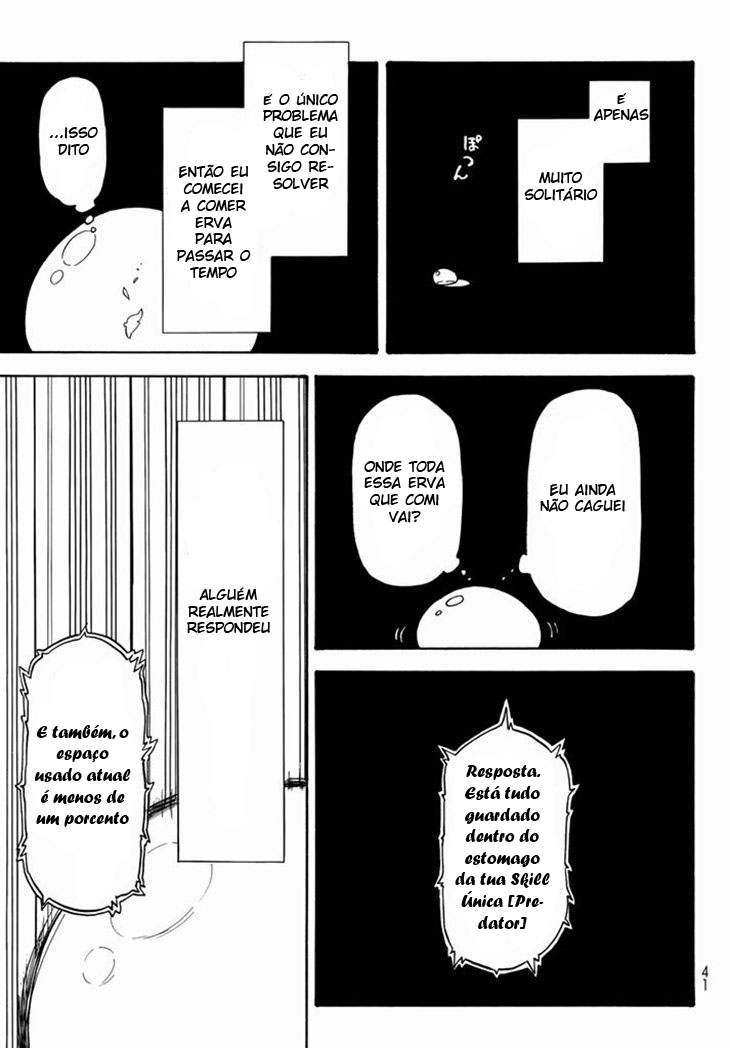 É
APENAS
MUITO
SOLITÁRIO
ぽつん
E O ÚNICO
PROBLEMA
QUE EU
NÃO CON-
SIGO RE-
SOLVER
ENTÃO EU
COMECEI
A COMER
ERVA
PARA
PASSAR O
TEMPO
...ISSO
DITO
EU AINDA
NÃO CAGUEI
ONDE TODA
ESSA ERVA
QUE COMI
VAI?
Resposta.
Está tudo
guardado
dentro do
estomago
da tua Skill
Única [Pre-
dator]
ALGUÉM
REALMENTE
RESPONDEU
E também, o
espaço
usado atual
é menos de
um porcento
41